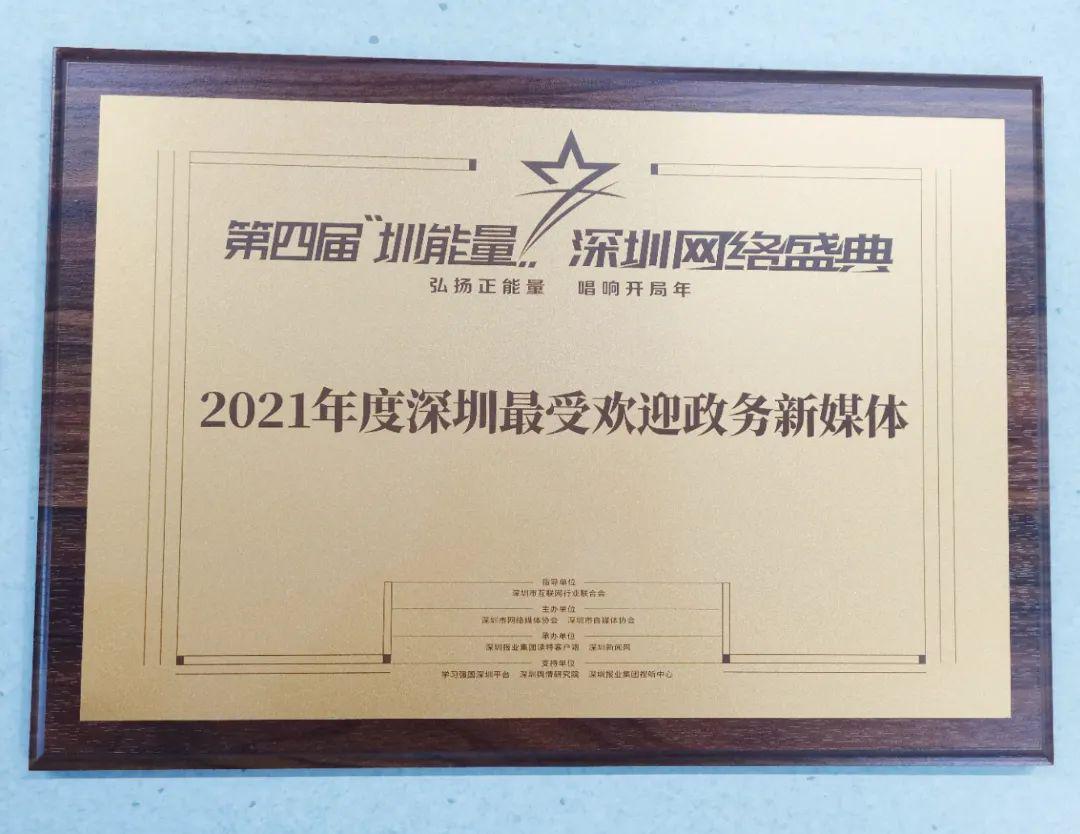 第四届“圳能量” 深圳网络盛典
弘扬正能量 唱响开局年
2021年度深圳最受欢迎政务新媒体
指导单位
深圳市互联网行业联合会
主办单位
深圳市网络媒体协会 深圳市自媒体协会
承办单位
深圳报业集团读特客户端 深圳新闻网
支持单位
学习强国深圳平台 深圳舆情研究院 深圳报业集团视听中心